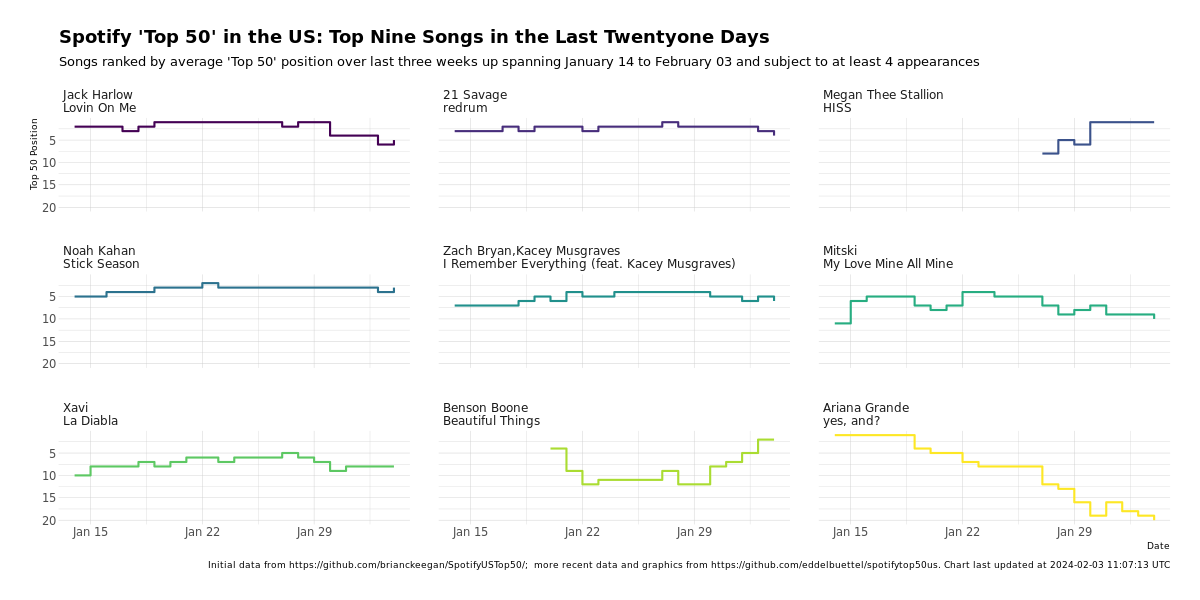 Spotify 'Top 50' in the US: Top Nine Songs in the Last Twentyone Days
Songs ranked by average 'Top 50' position over last three weeks up spanning January 14 to February 03 and subject to at least 4 appearances
Jack Harlow
Lovin On Me
21 Savage
redrum
Megan Thee Stallion
HISS
Top 50 Position
5
10
15
20
Noah Kahan
Stick Season
Zach Bryan,Kacey Musgraves
I Remember Everything (feat. Kacey Musgraves)
Mitski
My Love Mine All Mine
5
10
15
20
Xavi
La Diabla
Benson Boone
Beautiful Things
Ariana Grande
yes, and?
5
10
15
20
Jan 15 Jan 22 Jan 29 Jan 15 Jan 22 Jan 29 Jan 15 Jan 22 Jan 29
Date
Initial data from https://github.com/brianckeegan/SpotifyUSTop50/; more recent data and graphics from https://github.com/eddelbuettel/spotifytop50us. Chart last updated at 2024-02-03 11:07:13 UTC